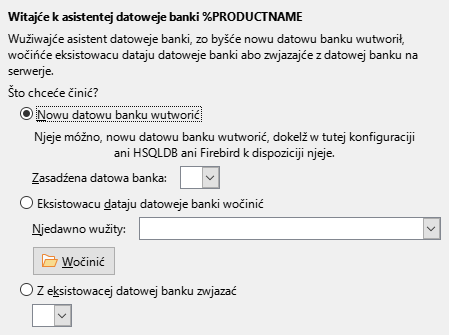 Witajće k asistentej datoweje banki %PRODUCTNAME
Wužiwajće asistent datoweje banki, zo byšće nowu datowu banku wutworił,
wočińće eksistowacu dataju datoweje banki abo zwjazajće z datowej banku na
serwerje.
Što chceće činić?
Nowu datowu banku wutworić
Njeje móžno, nowu datowu banku wutworić, dokelž w tutej konfiguraciji
ani HSQLDB ani Firebird k dispoziciji njeje.
Zasadźena datowa banka:
Eksistowacu dataju datoweje banki wočinić
Njedawno wužity:
Wočinić
Z eksistowacej datowej banku zwjazać